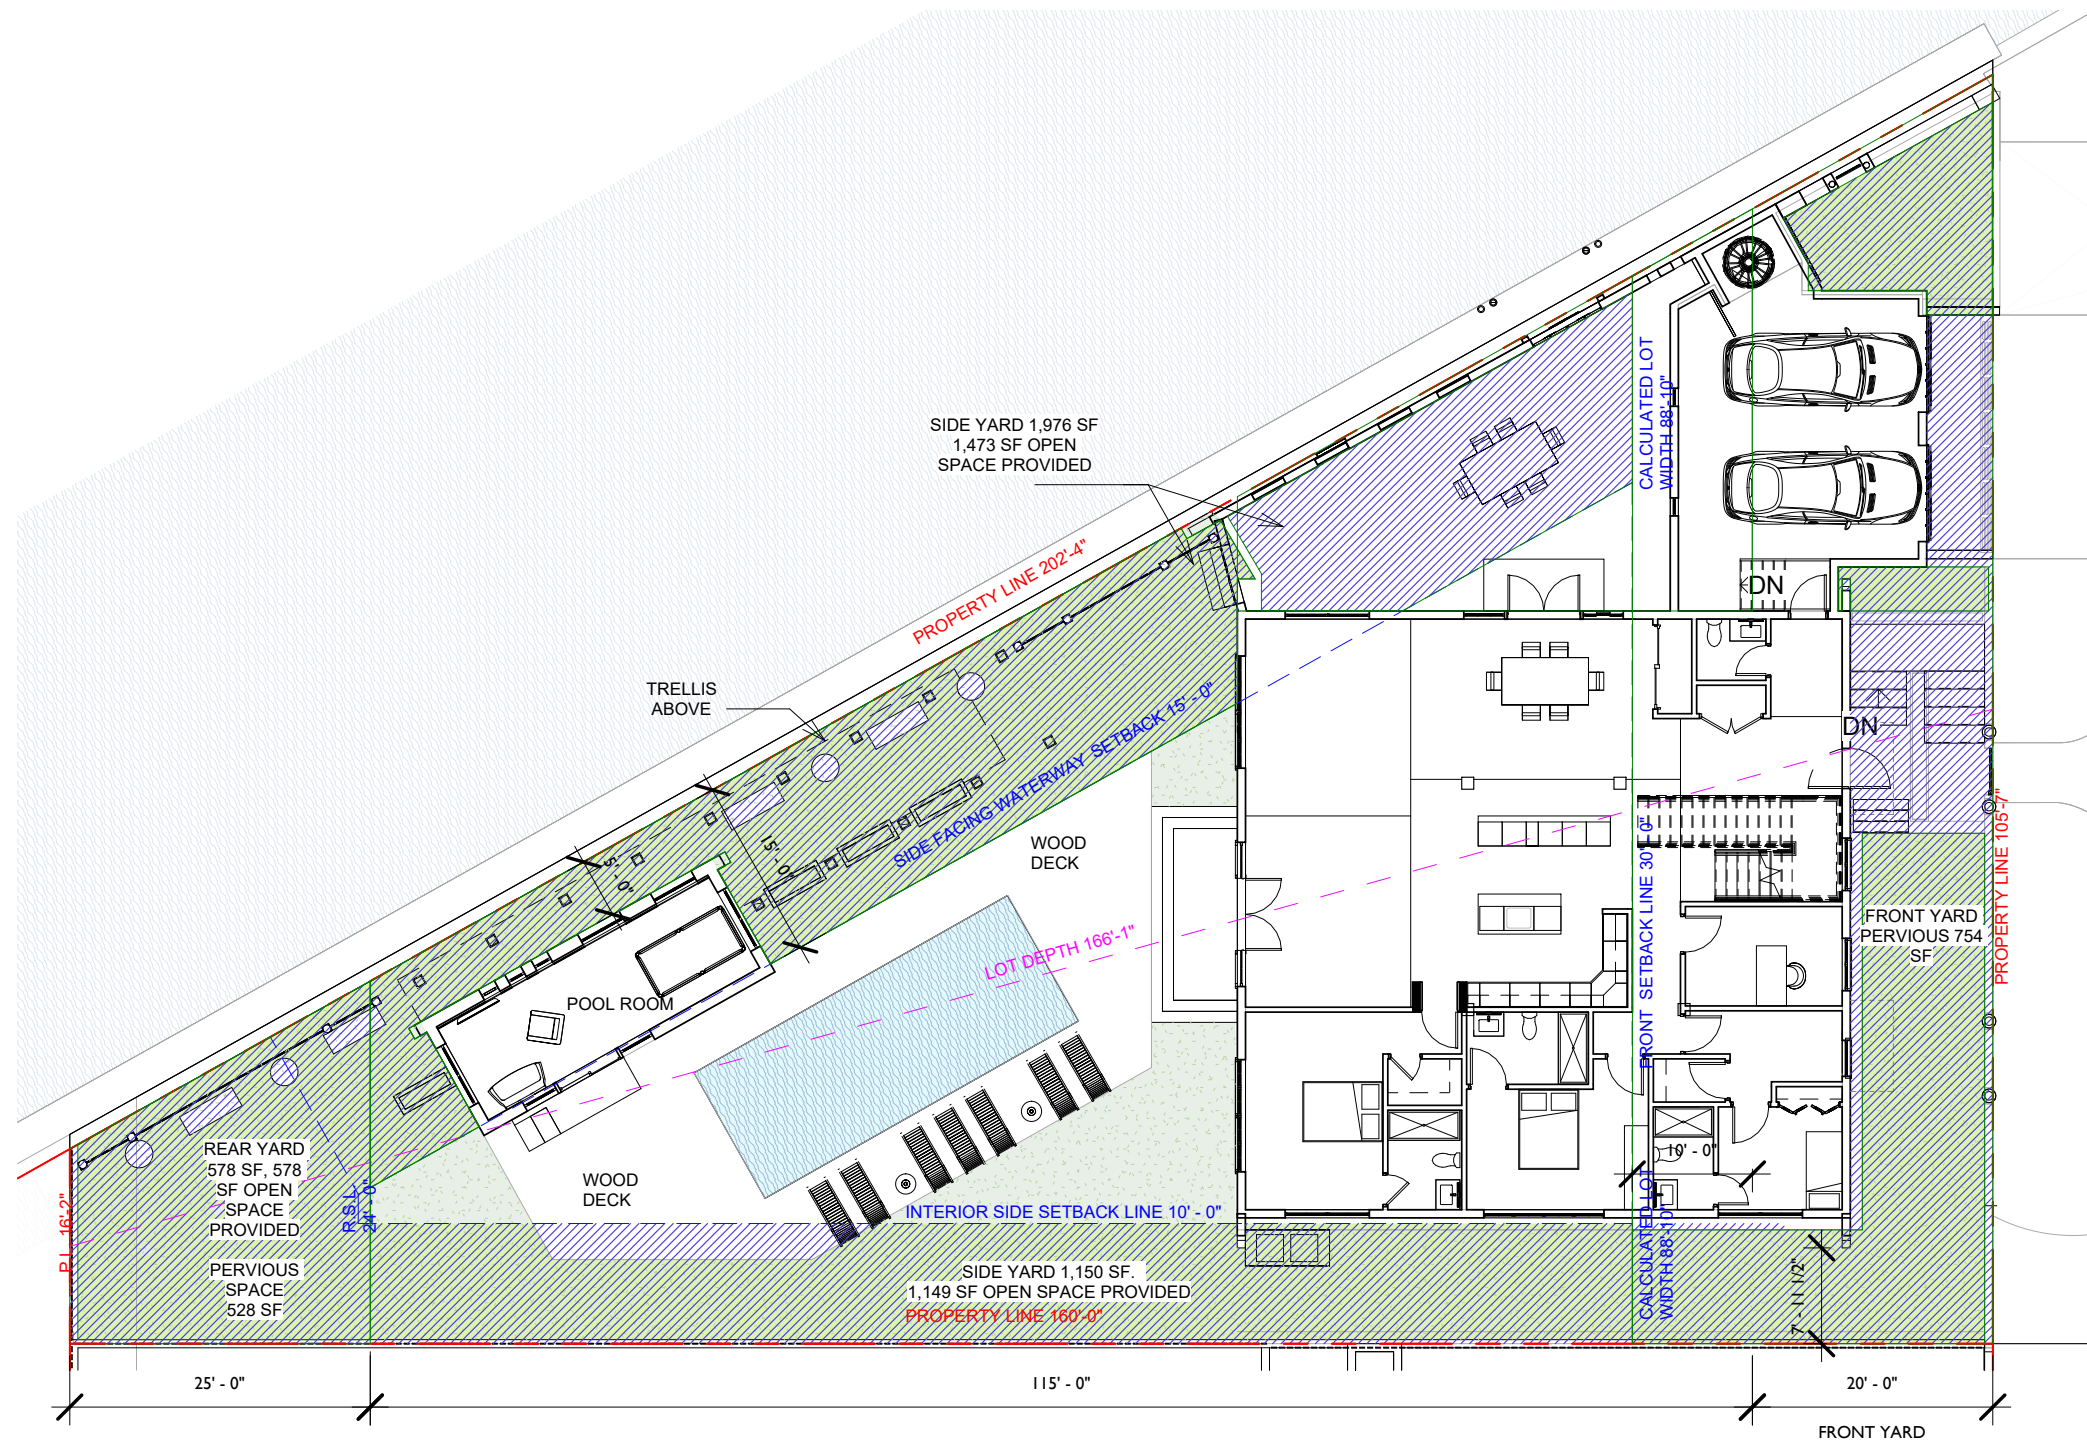 CALCULATED LOT
WIDTH 88'-10"
SIDE YARD 1,976 SF
1,473 SF OPEN
SPACE PROVIDED
PROPERTY LINE 202'-4"
DN
TRELLIS
ABOVE
SIDE FACING WATERWAY SETBACK 15' - 0"
DN
15' - 0"
5' - 0"
WOOD
DECK
FRONT SETBACK LINE 30' - 0"
PROPERTY LINE 105'-7"
FRONT YARD
PERVIOUS 754
SF
LOT DEPTH 166'-1"
POOL ROOM
REAR YARD
578 SF, 578
SF OPEN
SPACE
PROVIDED
PERVIOUS
SPACE
528 SF
R.S.L.
24' - 0"
P.L. 16'-2"
WOOD
DECK
10' - 0"
INTERIOR SIDE SETBACK LINE 10' - 0"
CALCULATED LOT
WIDTH 88'-10"
SIDE YARD 1,150 SF.
1,149 SF OPEN SPACE PROVIDED
PROPERTY LINE 160'-0"
7' - 11 1/2"
25' - 0"
115' - 0"
20' - 0"
FRONT YARD